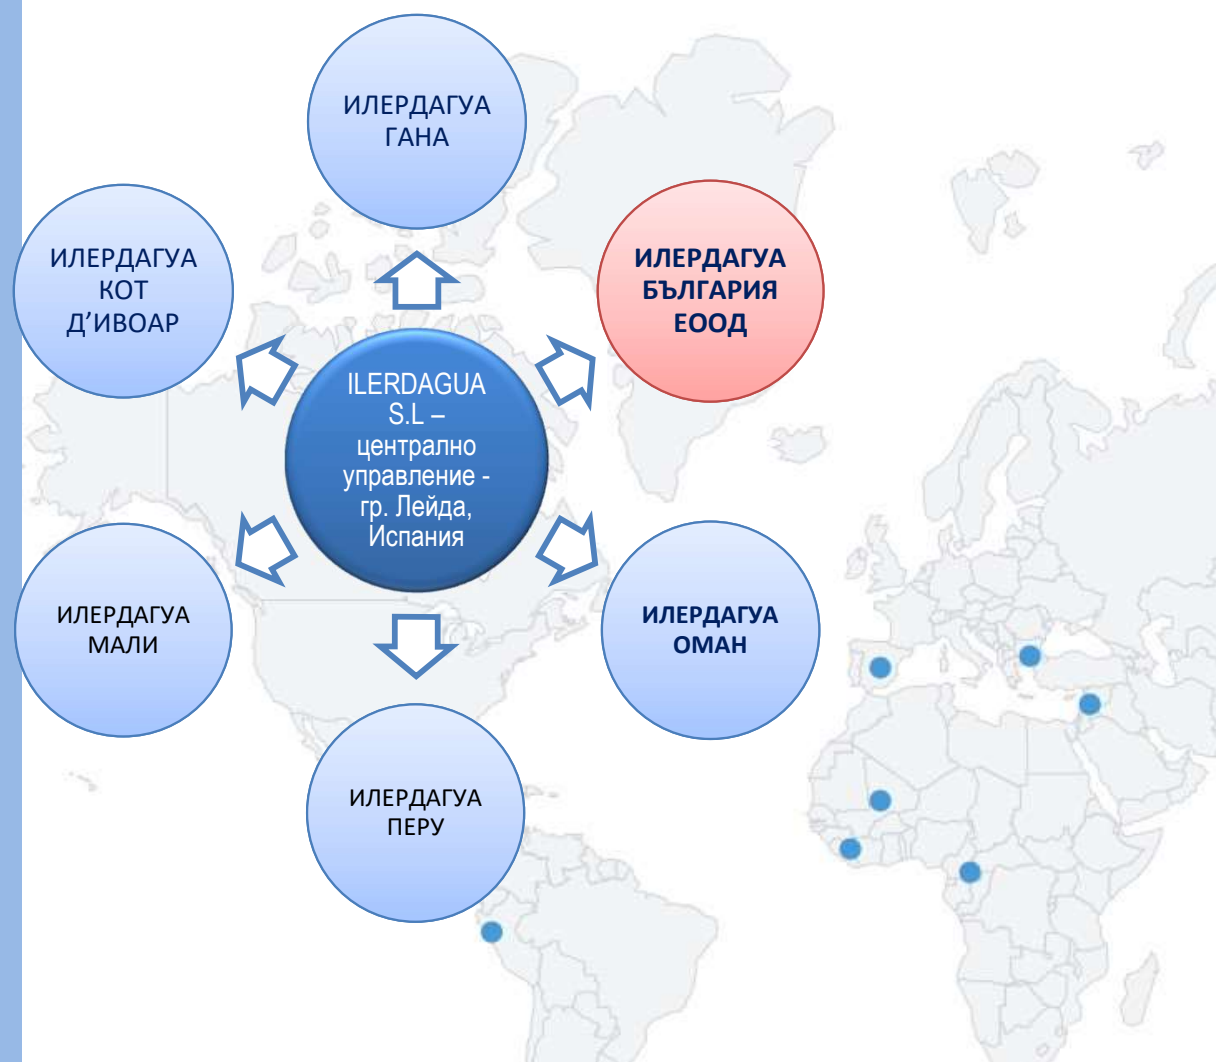 ИЛЕРДАГУА
ГАНА
ИЛЕРДАГУА
КОТ
Д’ИВОАР
ИЛЕРДАГУА
БЪЛГАРИЯ
ЕООД
ILERDAGUA
S.L –
централно
управление -
гр. Лейда,
Испания
ИЛЕРДАГУА
МАЛИ
ИЛЕРДАГУА
ОМАН
ИЛЕРДАГУА
ПЕРУ